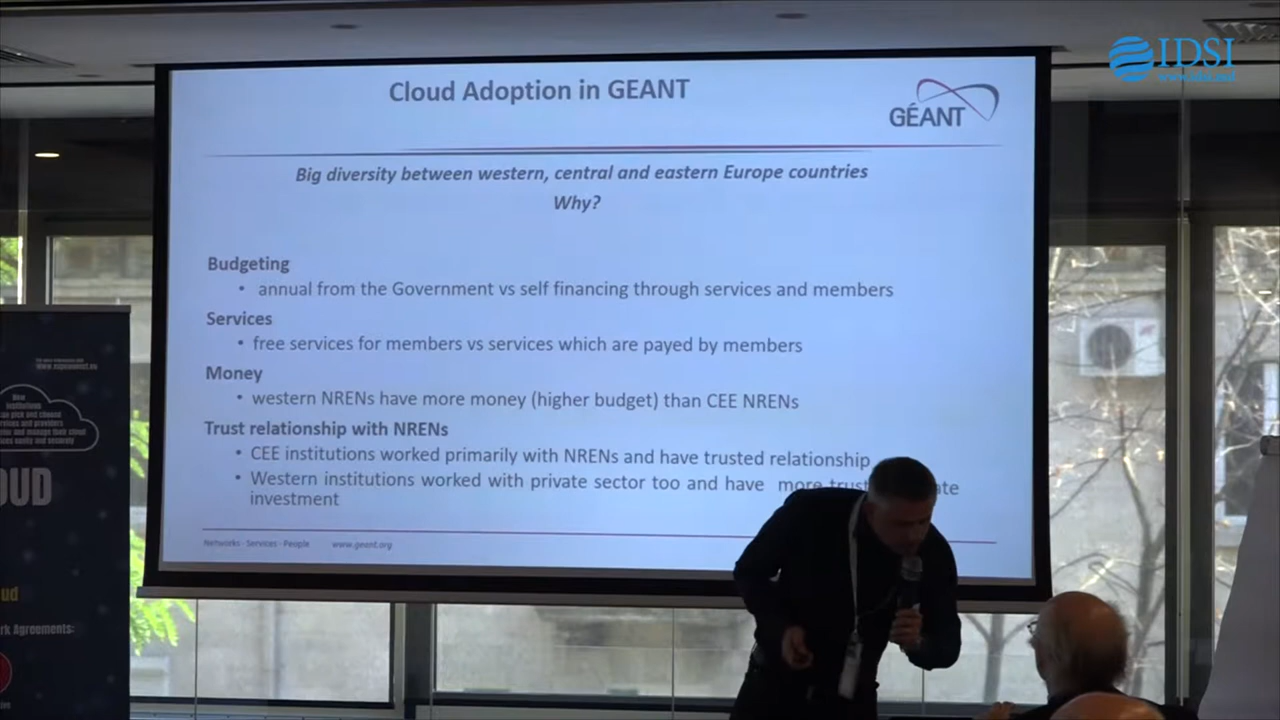 IDSI
Cloud Adoption in GEANT
GÉANT
Big diversity between western, central and eastern Europe countries
Why?
Budgeting
• annual from the Government vs self financing through services and members
Services
• free services for members vs services which are payed by members
Money
• western NRENs have more money (higher budget) than CEE NRENs
Trust relationship with NRENs
• CEE institutions worked primarily with NRENs and have trusted relationship
• Western institutions worked with private sector too and have more trust
investment
Networks · Services · People www.geant.org
OUD
ud
rk Agreements: